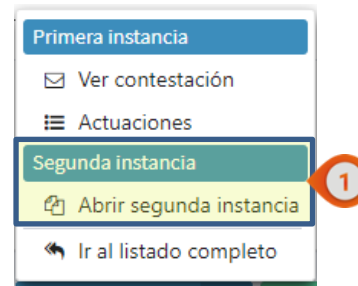 Primera instancia
Ver contestación
Actuaciones
Segunda instancia
1
Abrir segunda instancia
Ir al listado completo